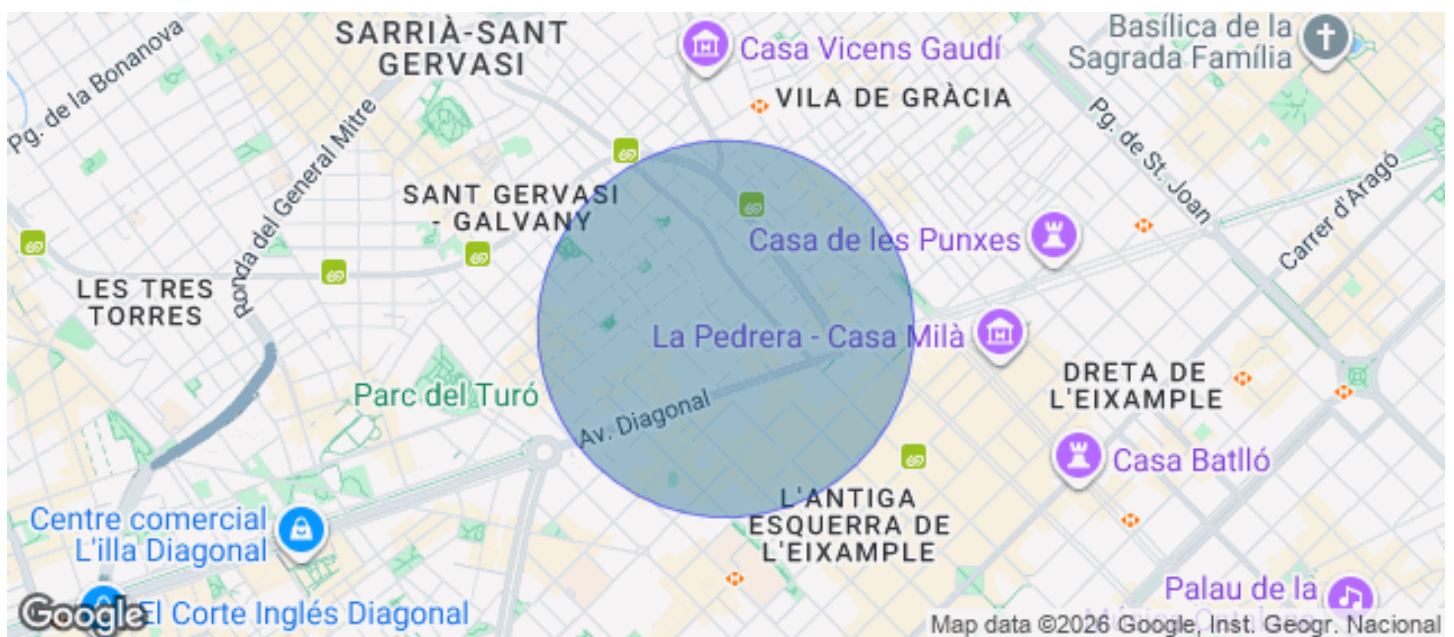 SARRIÀ-SANT
GERVASI
Casa Vicens Gaudí
Basílica de la
Sagrada Família
Pg. de la Bonanova
VILA DE GRÀCIA
Ronda del General Mitre
Pg. de St. Joan
Carrer d'Aragó
SANT GERVASI
- GALVANY
Casa de les Punxes
LES TRES
TORRES
La Pedrera - Casa Milà
Parc del Turó
Av. Diagonal
DRETA DE
L'EIXAMPLE
Casa Batlló
L'ANTIGA
ESQUERRA DE
L'EIXAMPLE
Centre comercial
L'illa Diagonal
Palau de la
Google
El Corte Inglés Diagonal
Map data ©2026 Google, Inst. Geogr. Nacional